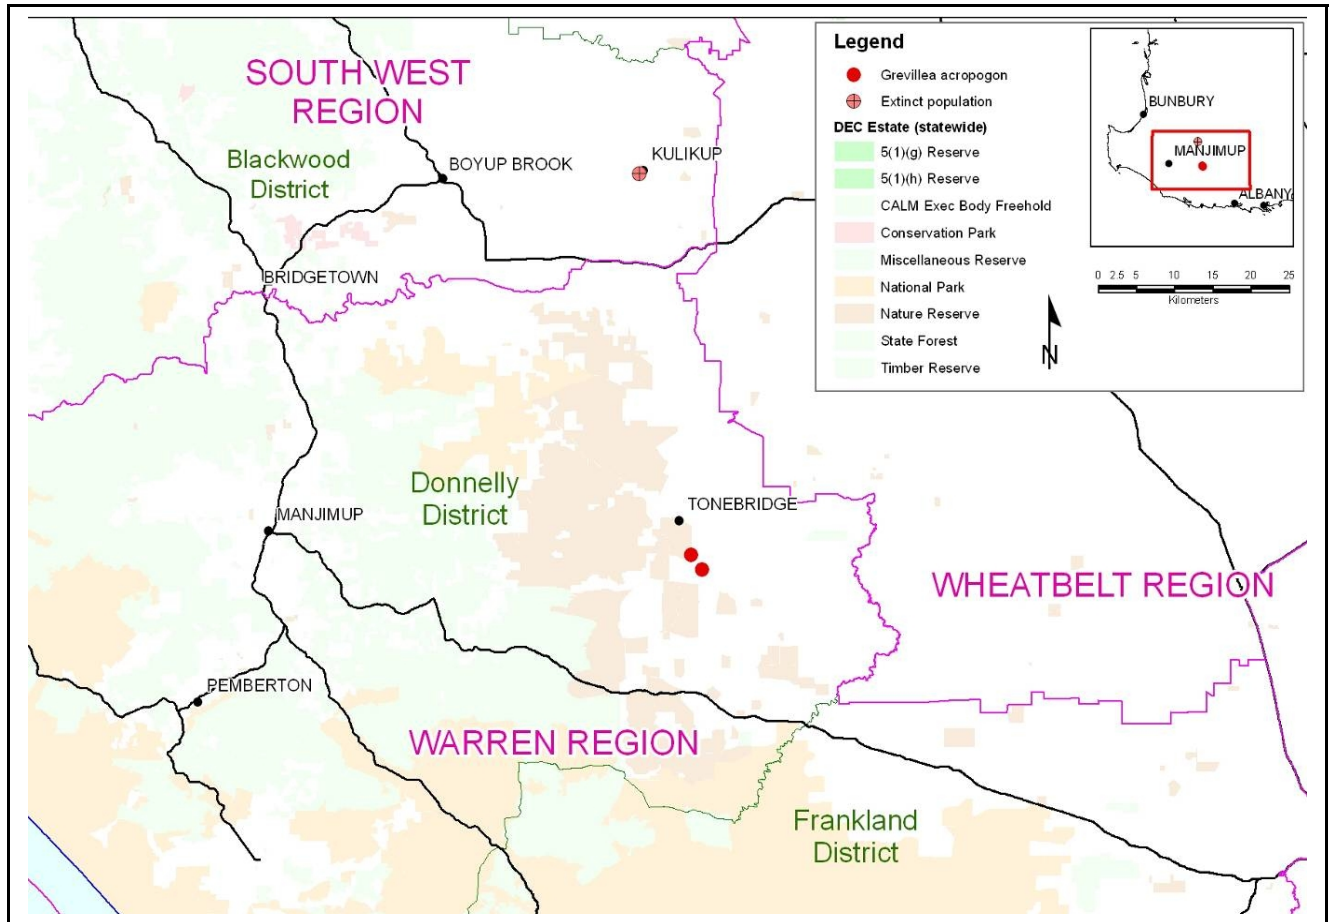 SOUTH WEST
REGION
Blackwood
District
BOYUP BROOK
KULIKUP
BRIDGETOWN
Donnelly
District
MANJIMUP
TONEBRIDGE
WHEATBELT REGION
PEMBERTON
WARREN REGION
Frankland
District
Legend
Grevillea acropogon
Extinct population
DEC Estate (statewide)
5(1)(g) Reserve
5(1)(h) Reserve
CALM Exec Body Freehold
Conservation Park
Miscellaneous Reserve
National Park
Nature Reserve
State Forest
Timber Reserve
BUNBURY
MANJIMUP
ALBANY
0 2.5 5 10 15 20 25
Kilometers
N